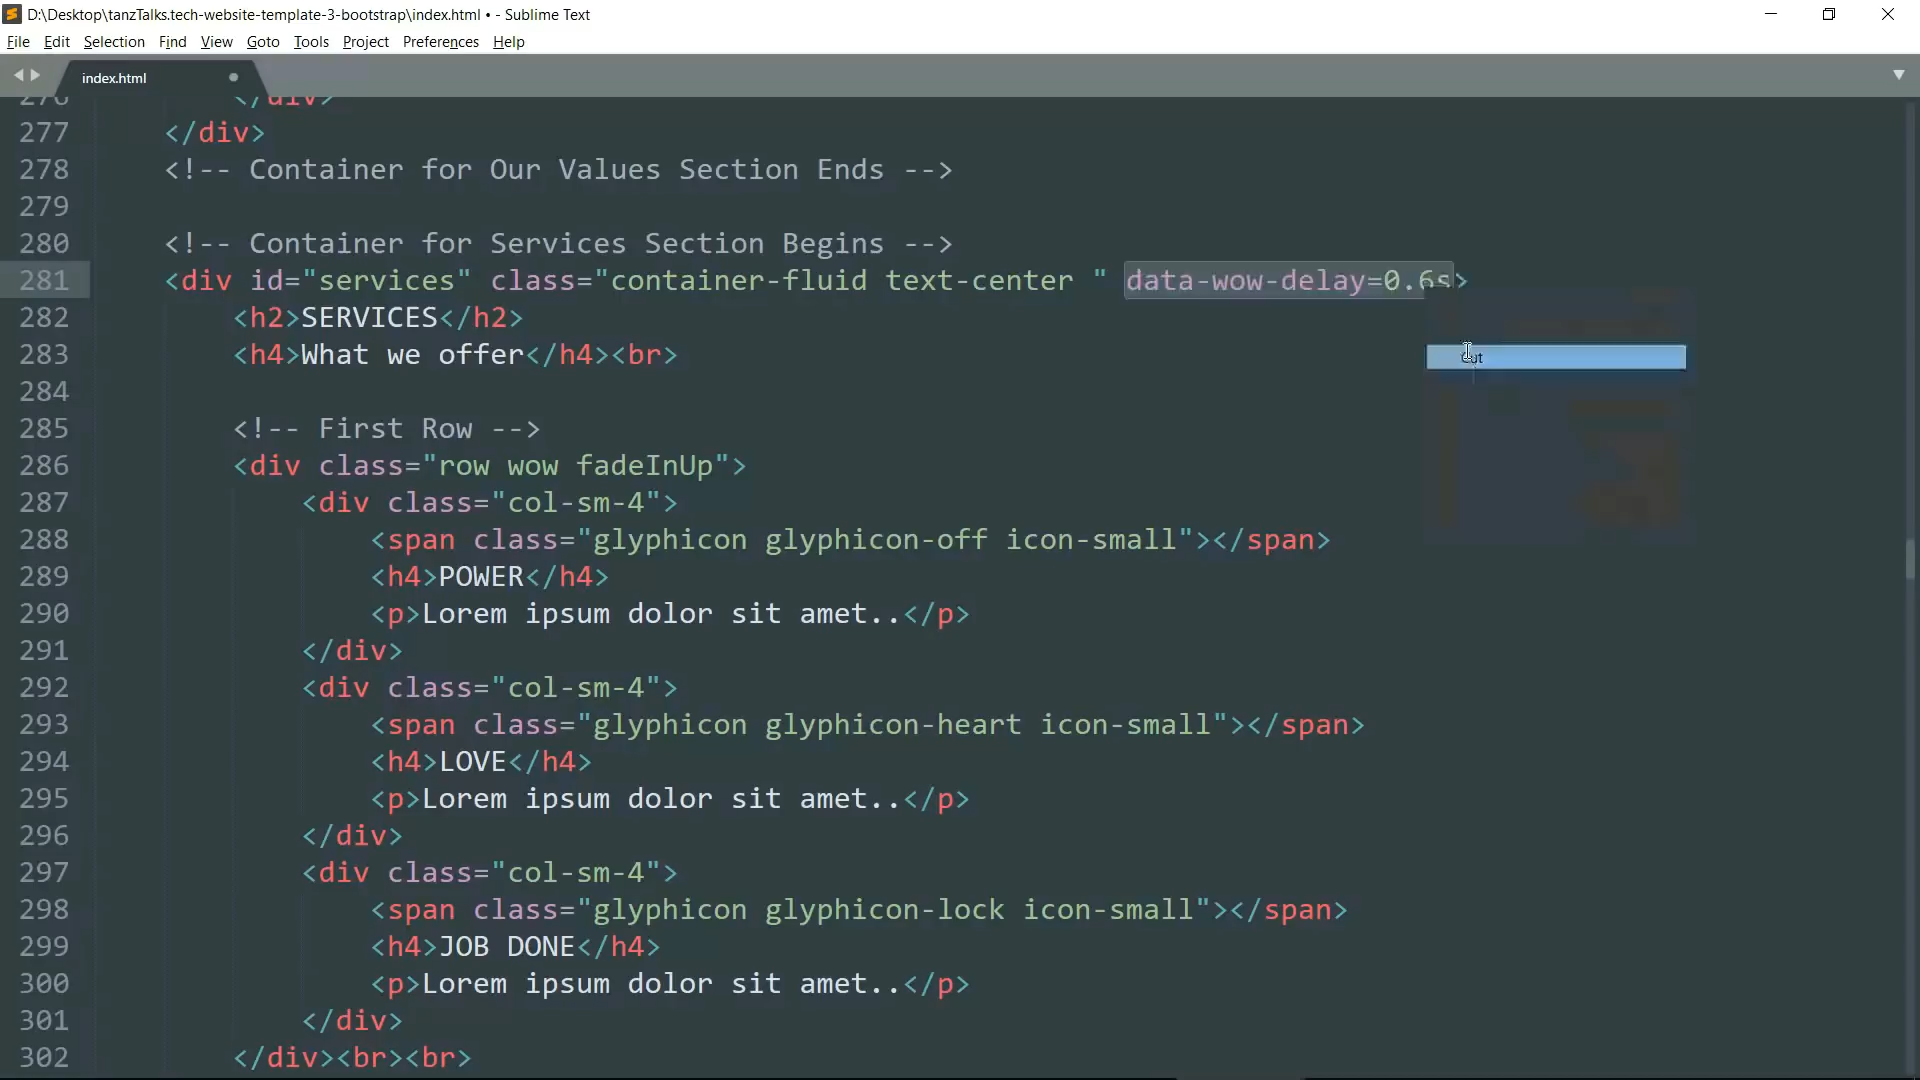 D:\Desktop\tanzTalks.tech-website-template-3-bootstrap\index.html • - Sublime Text
File Edit Selection Find View Goto Tools Project Preferences Help
index.html
276 </div>
277 </div>
278 <!-- Container for Our Values Section Ends -->
279
280 <!-- Container for Services Section Begins -->
281 <div id="services" class="container-fluid text-center " data-wow-delay=0.6s>
282 <h2>SERVICES</h2>
283 <h4>What we offer</h4><br>
Cut
284
285 <!-- First Row -->
286 <div class="row wow fadeInUp">
287 <div class="col-sm-4">
288 <span class="glyphicon glyphicon-off icon-small"></span>
289 <h4>POWER</h4>
290 <p>Lorem ipsum dolor sit amet..</p>
291 </div>
292 <div class="col-sm-4">
293 <span class="glyphicon glyphicon-heart icon-small"></span>
294 <h4>LOVE</h4>
295 <p>Lorem ipsum dolor sit amet..</p>
296 </div>
297 <div class="col-sm-4">
298 <span class="glyphicon glyphicon-lock icon-small"></span>
299 <h4>JOB DONE</h4>
300 <p>Lorem ipsum dolor sit amet..</p>
301 </div>
302 </div><br><br>